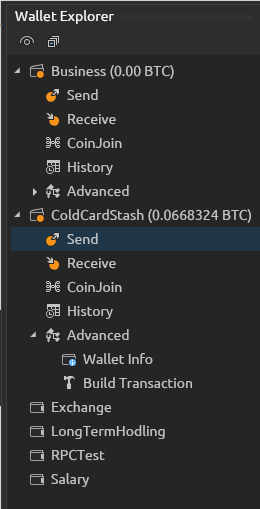 Wallet Explorer
Business (0.00 BTC)
Send
Receive
CoinJoin
History
Advanced
ColdCardStash (0.0668324 BTC)
Send
Receive
CoinJoin
History
Advanced
Wallet Info
Build Transaction
Exchange
LongTermHodling
RPCTest
Salary